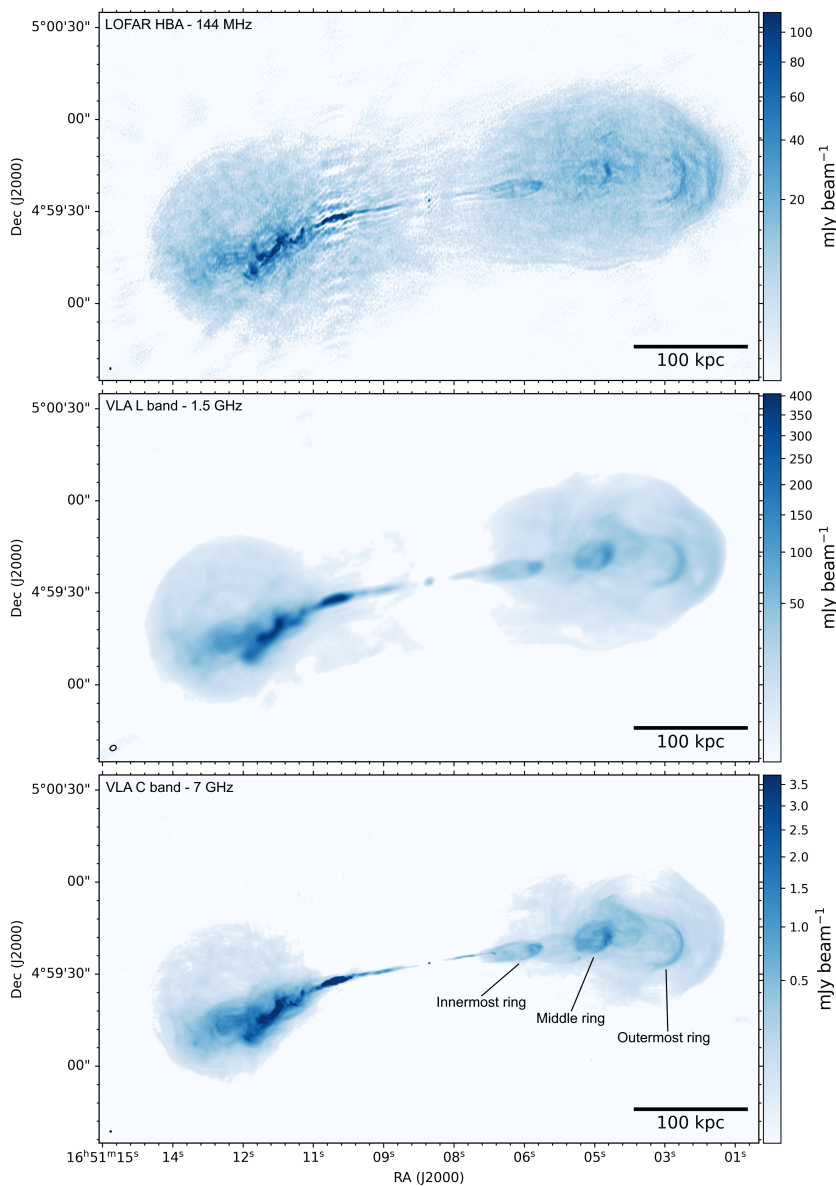 LOFAR HBA - 144 MHz
5°00'30"
00"
4°59'30"
00"
Dec (J2000)
100 kpc
100
80
60
40
20
mJy beam⁻¹
VLA L band - 1.5 GHz
5°00'30"
00"
4°59'30"
00"
Dec (J2000)
100 kpc
400
350
300
250
200
150
100
50
mJy beam⁻¹
VLA C band - 7 GHz
5°00'30"
00"
4°59'30"
00"
Dec (J2000)
Innermost ring
Middle ring
Outermost ring
100 kpc
3.5
3.0
2.5
2.0
1.5
1.0
0.5
mJy beam⁻¹
16ʰ51ᵐ15ˢ 14ˢ 12ˢ 11ˢ 09ˢ 08ˢ 06ˢ 05ˢ 03ˢ 01ˢ
RA (J2000)